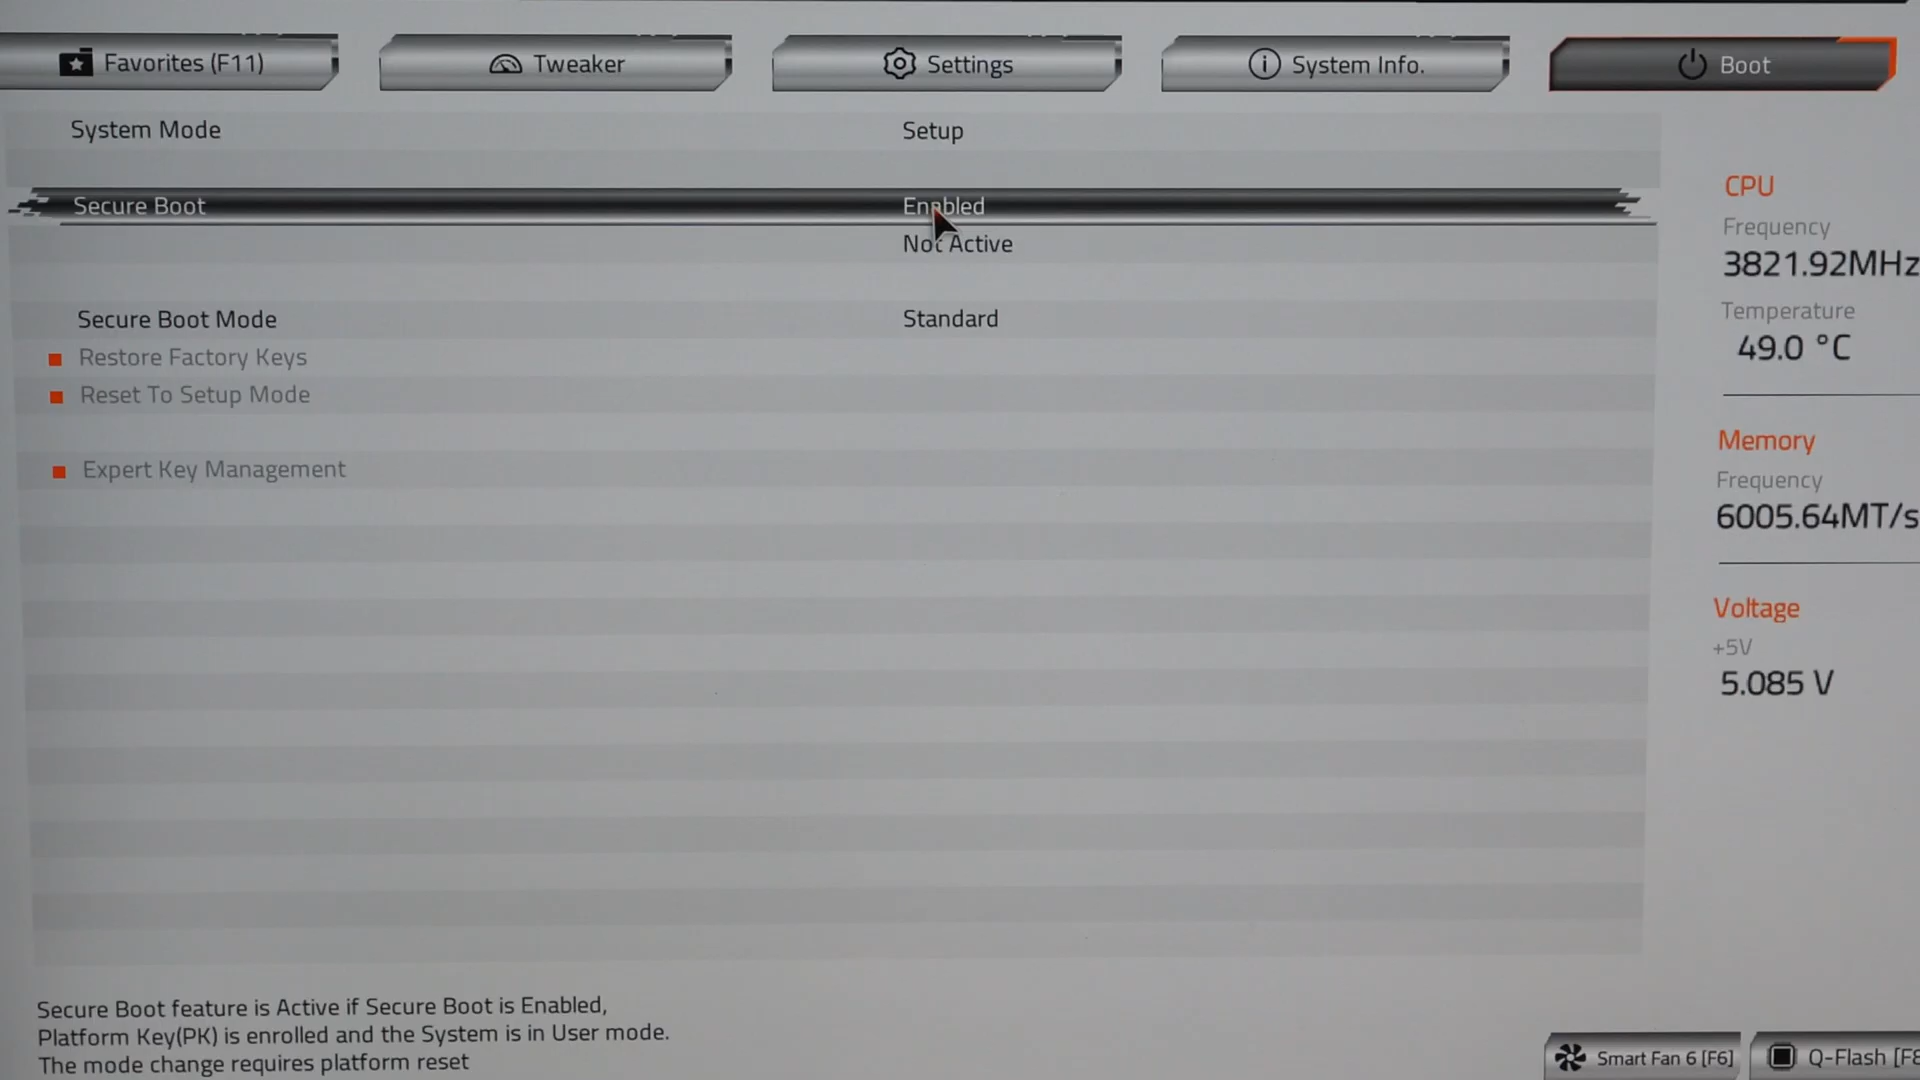 Favorites (F11)
Tweaker
Settings
System Info.
Boot
System Mode
Setup
Secure Boot
Enabled
Not Active
Secure Boot Mode
Standard
Restore Factory Keys
Reset To Setup Mode
Expert Key Management
CPU
Frequency
3821.92MHz
Temperature
49.0 °C
Memory
Frequency
6005.64MT/s
Voltage
+5V
5.085 V
Secure Boot feature is Active if Secure Boot is Enabled,
Platform Key(PK) is enrolled and the System is in User mode.
The mode change requires platform reset
Smart Fan 6 [F6]
Q-Flash [F8